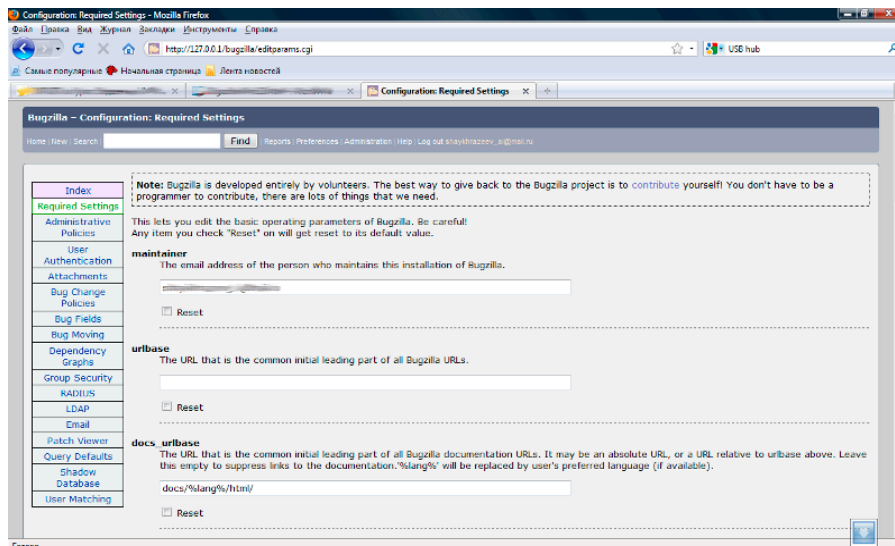 Configuration: Required Settings - Mozilla Firefox
Файл Правка Вид Журнал Закладки Инструменты Справка
http://127.0.0.1/bugzilla/editparams.cgi
USB hub
Самые популярные Начальная страница Лента новостей
Configuration: Required Settings
Bugzilla – Configuration: Required Settings
Home | New | Search | Find | Reports | Preferences | Administration | Help | Log out
Index
Required Settings
Administrative
Policies
User
Authentication
Attachments
Bug Change
Policies
Bug Fields
Bug Moving
Dependency
Graphs
Group Security
RADIUS
LDAP
Email
Patch Viewer
Query Defaults
Shadow
Database
User Matching
Note: Bugzilla is developed entirely by volunteers. The best way to give back to the Bugzilla project is to contribute yourself! You don't have to be a
programmer to contribute, there are lots of things that we need.
This lets you edit the basic operating parameters of Bugzilla. Be careful!
Any item you check "Reset" on will get reset to its default value.
maintainer
The email address of the person who maintains this installation of Bugzilla.
Reset
urlbase
The URL that is the common initial leading part of all Bugzilla URLs.
Reset
docs_urlbase
The URL that is the common initial leading part of all Bugzilla documentation URLs. It may be an absolute URL, or a URL relative to urlbase above. Leave
this empty to suppress links to the documentation.'%lang%' will be replaced by user's preferred language (if available).
docs/%lang%/html/
Reset